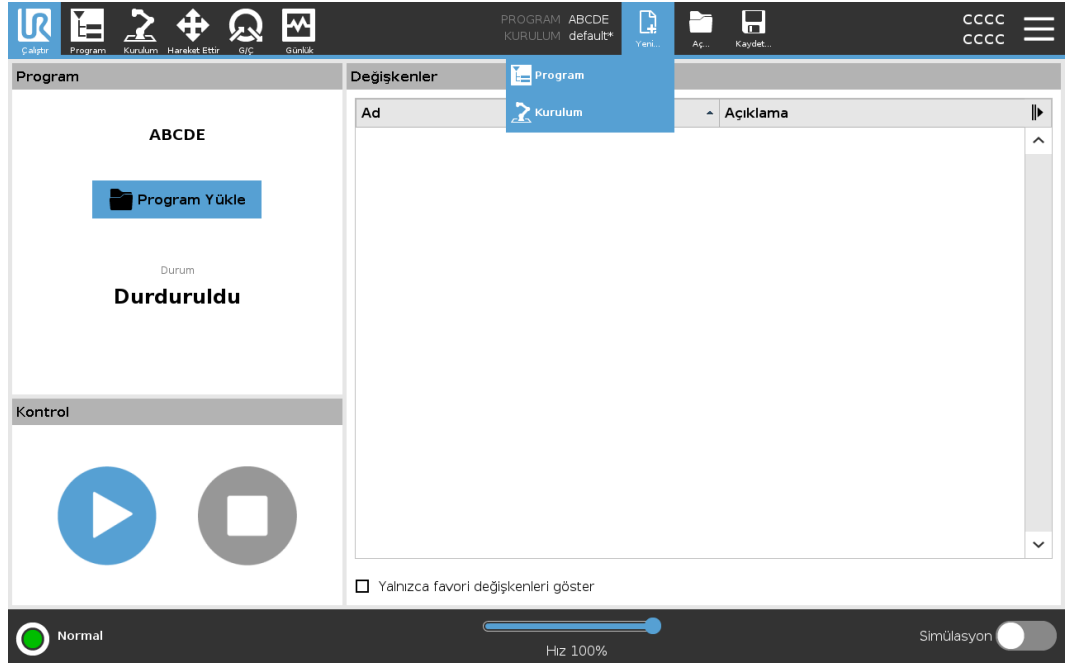 UR
Çalıştır
Program
Kurulum
Hareket Ettir
G/Ç
Günlük
PROGRAM ABCDE
KURULUM default*
Yeni...
Aç...
Kaydet...
CCCC
CCCC
Program
Kurulum
Program
ABCDE
Program Yükle
Durum
Durduruldu
Kontrol
Değişkenler
Ad
Açıklama
Yalnızca favori değişkenleri göster
Normal
Hız 100%
Simülasyon